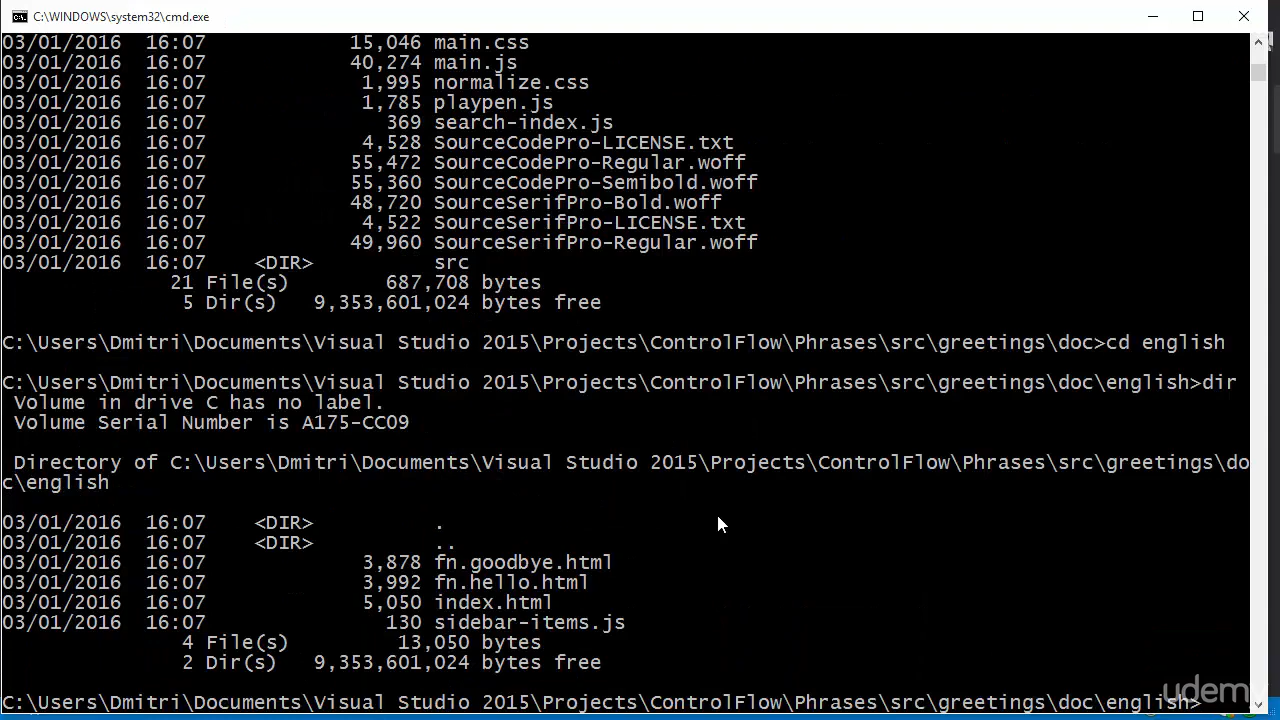 C:\WINDOWS\system32\cmd.exe
03/01/2016  16:07            15,046 main.css
03/01/2016  16:07            40,274 main.js
03/01/2016  16:07             1,995 normalize.css
03/01/2016  16:07             1,785 playpen.js
03/01/2016  16:07               369 search-index.js
03/01/2016  16:07             4,528 SourceCodePro-LICENSE.txt
03/01/2016  16:07            55,472 SourceCodePro-Regular.woff
03/01/2016  16:07            55,360 SourceCodePro-Semibold.woff
03/01/2016  16:07            48,720 SourceSerifPro-Bold.woff
03/01/2016  16:07             4,522 SourceSerifPro-LICENSE.txt
03/01/2016  16:07            49,960 SourceSerifPro-Regular.woff
03/01/2016  16:07    <DIR>          src
              21 File(s)        687,708 bytes
               5 Dir(s)   9,353,601,024 bytes free
C:\Users\Dmitri\Documents\Visual Studio 2015\Projects\ControlFlow\Phrases\src\greetings\doc>cd english
C:\Users\Dmitri\Documents\Visual Studio 2015\Projects\ControlFlow\Phrases\src\greetings\doc\english>dir
 Volume in drive C has no label.
 Volume Serial Number is A175-CC09
 Directory of C:\Users\Dmitri\Documents\Visual Studio 2015\Projects\ControlFlow\Phrases\src\greetings\do
c\english
03/01/2016  16:07    <DIR>          .
03/01/2016  16:07    <DIR>          ..
03/01/2016  16:07             3,878 fn.goodbye.html
03/01/2016  16:07             3,992 fn.hello.html
03/01/2016  16:07             5,050 index.html
03/01/2016  16:07               130 sidebar-items.js
               4 File(s)         13,050 bytes
               2 Dir(s)   9,353,601,024 bytes free
C:\Users\Dmitri\Documents\Visual Studio 2015\Projects\ControlFlow\Phrases\src\greetings\doc\english>
udemy